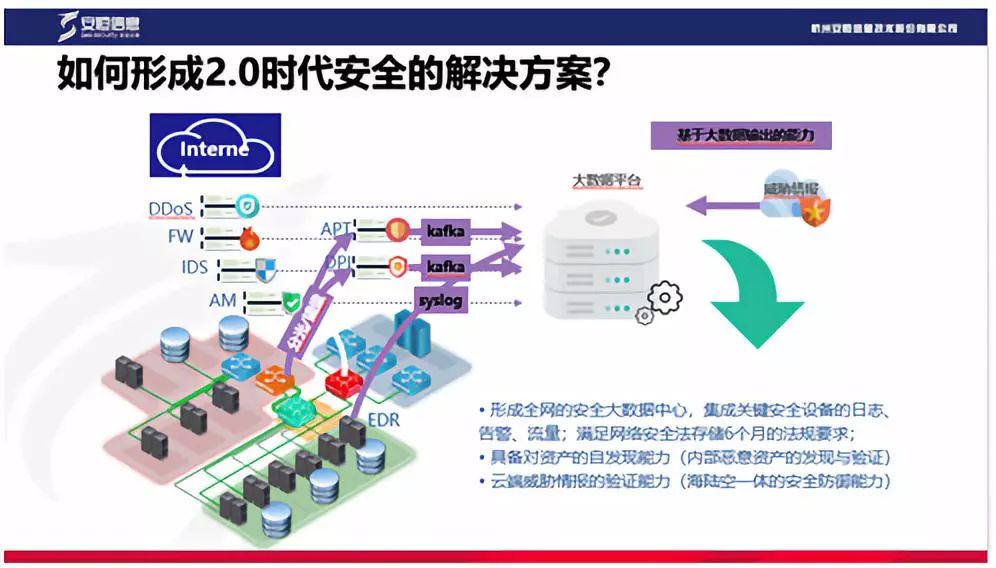 安恒信息
杭州安恒信息技术股份有限公司
如何形成2.0时代安全的解决方案?
Interne
基于大数据输出的能力
大数据平台
威胁情报
DDoS
FW
APT
kafka
IDS
DPI
kafka
AM
syslog
EDR
• 形成全网的安全大数据中心，集成关键安全设备的日志、
告警、流量；满足网络安全法存储6个月的法规要求；
• 具备对资产的自发现能力（内部恶意资产的发现与验证）
• 云端威胁情报的验证能力（海陆空一体的安全防御能力）